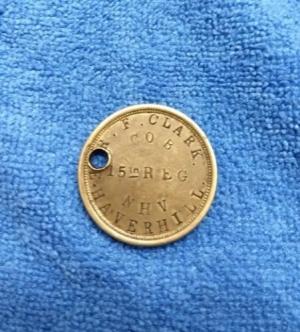 F. CLARK.
CO B
15TH REG
NHV
HAVERHILL.